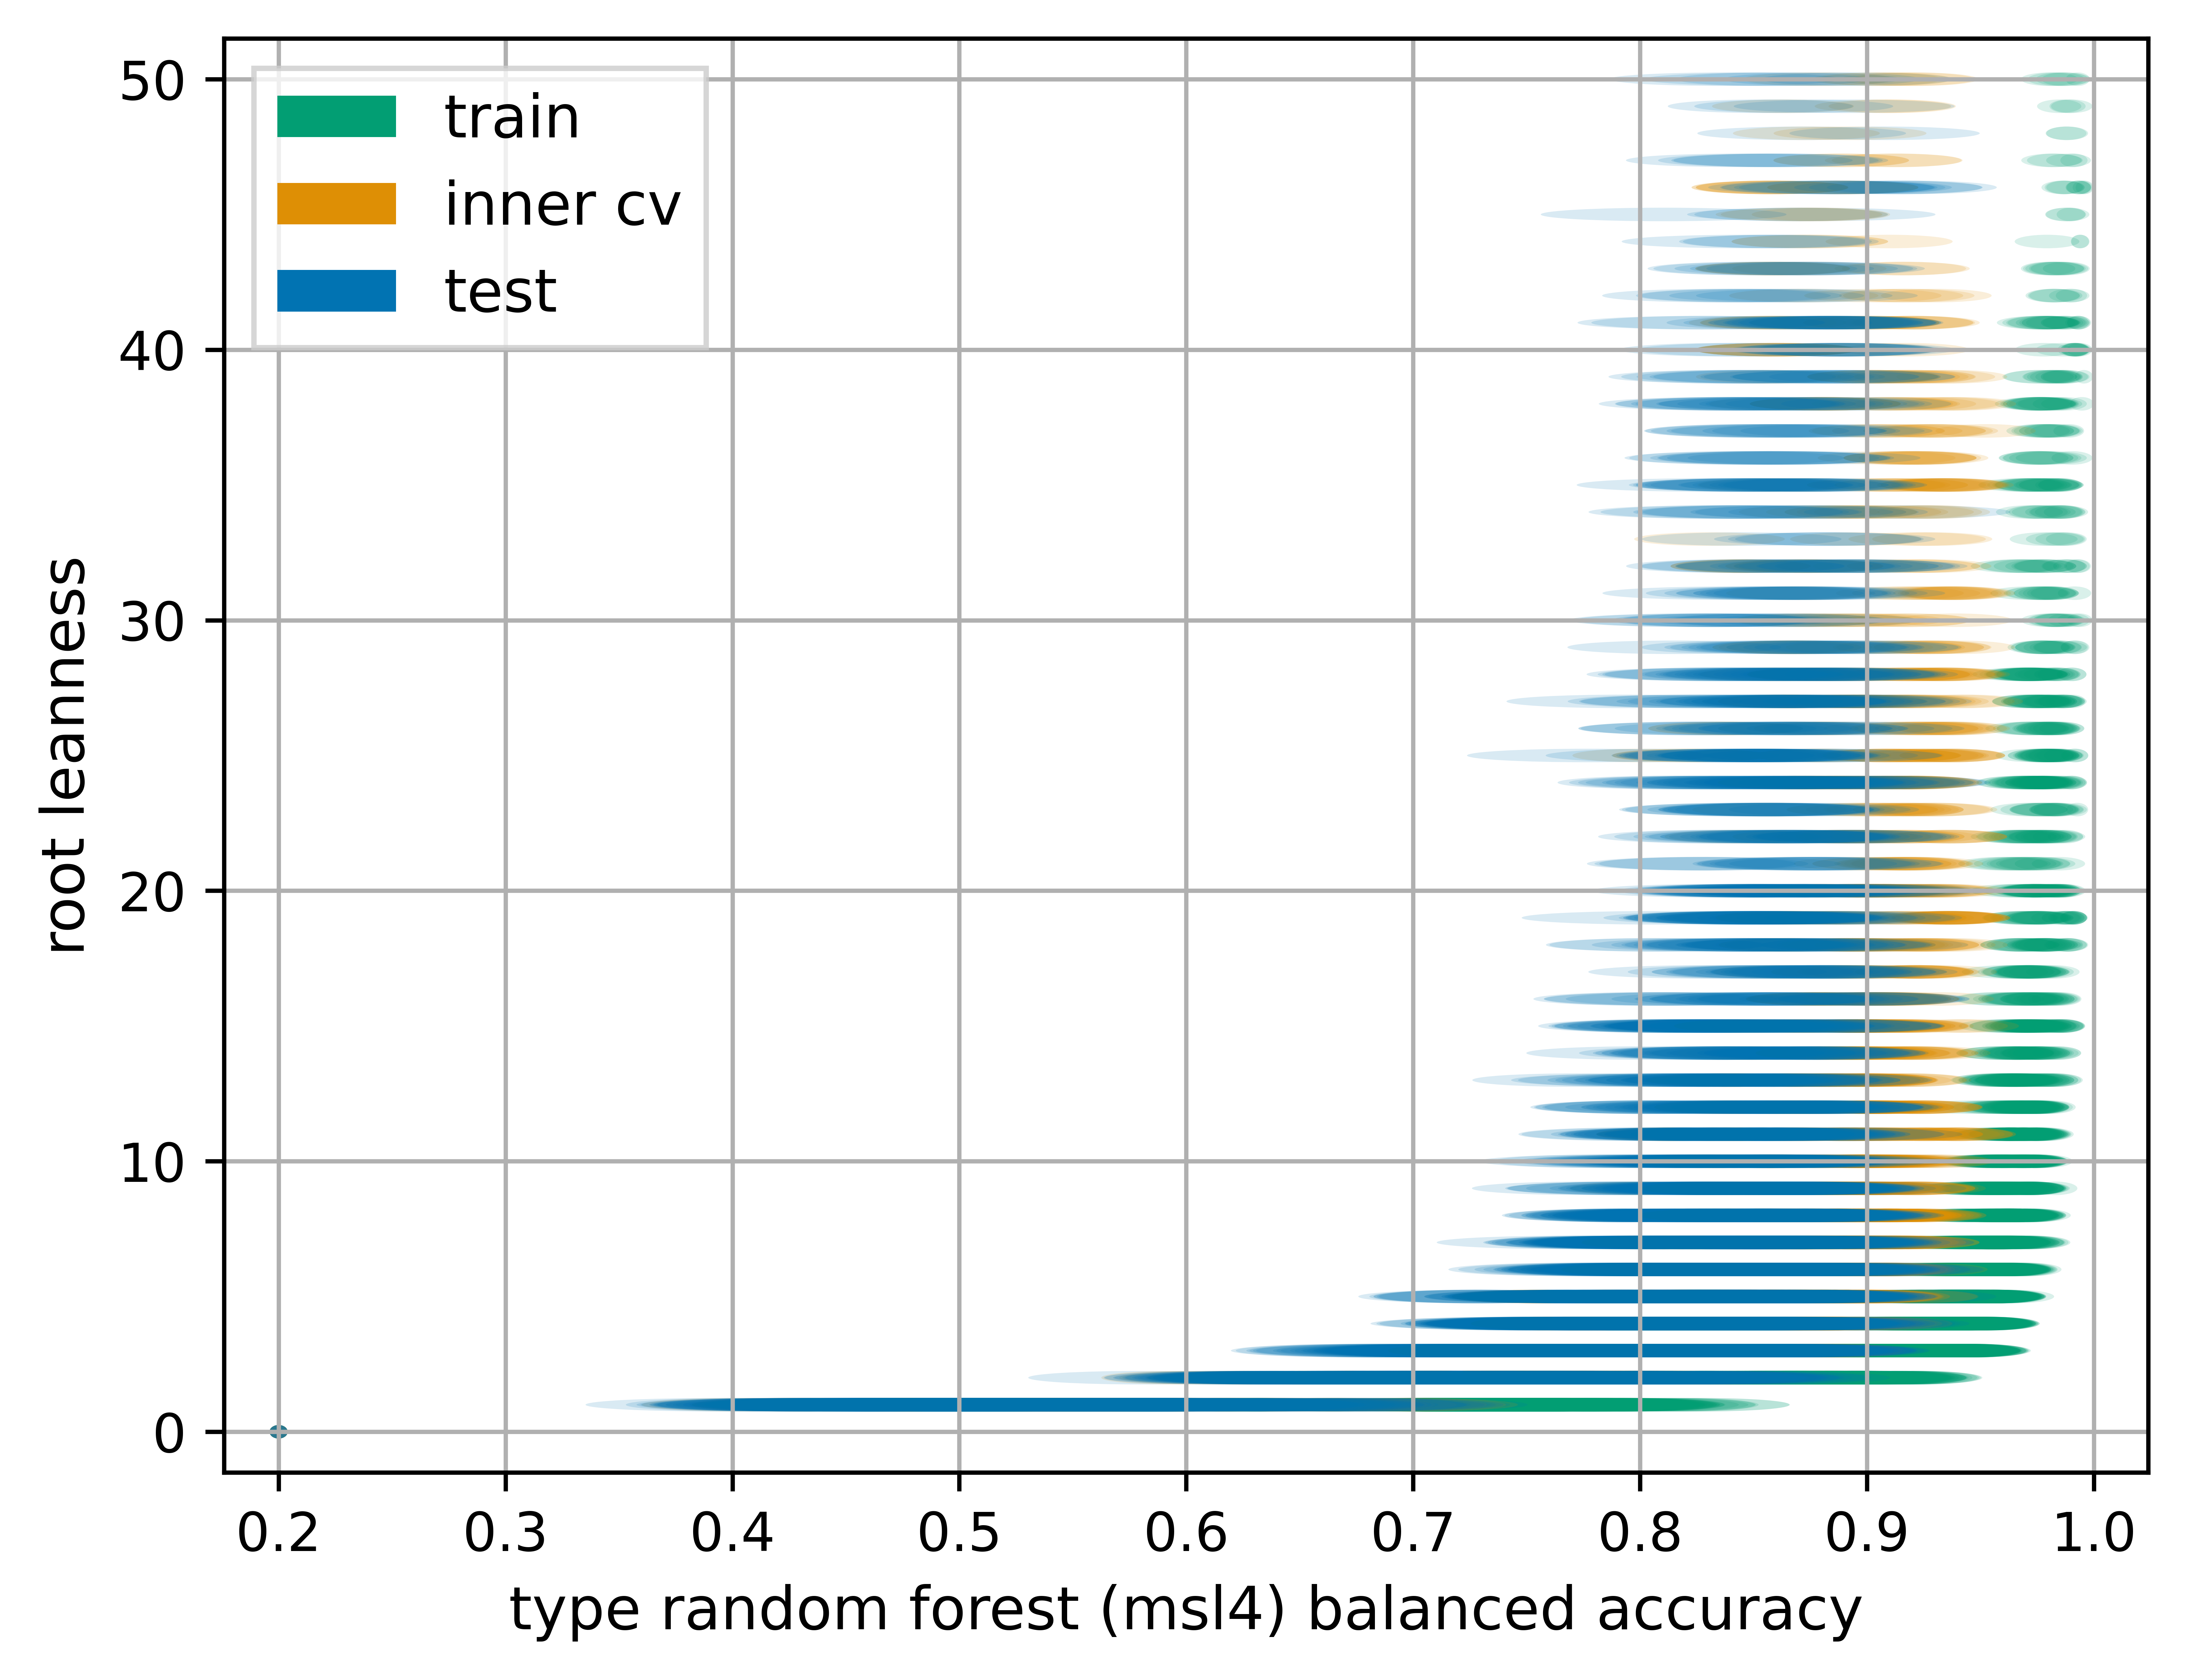 train
inner cv
test
root leanness
50
40
30
20
10
0
0.2 0.3 0.4 0.5 0.6 0.7 0.8 0.9 1.0
type random forest (msl4) balanced accuracy